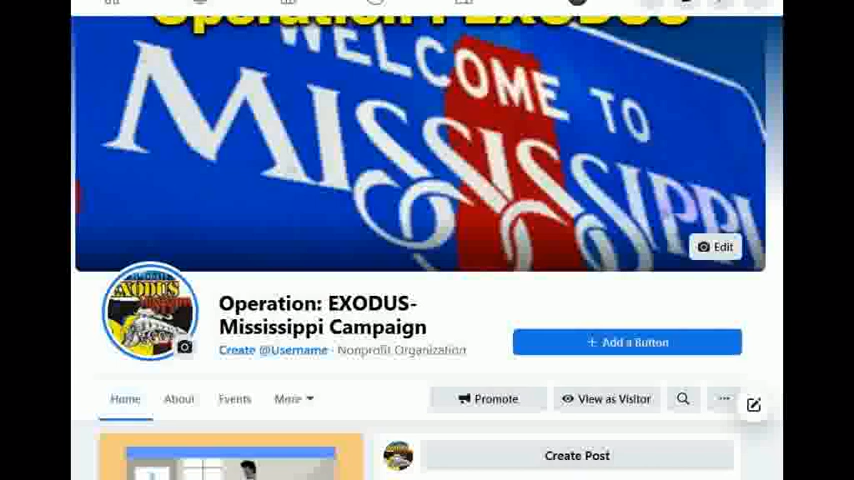 Operation: EXODUS
WELCOME TO
MISSISSIPPI
Edit
EXODUS
Operation: EXODUS-
Mississippi Campaign
Create @Username · Nonprofit Organization
+ Add a Button
Home About Events More
Promote View as Visitor ...
Create Post